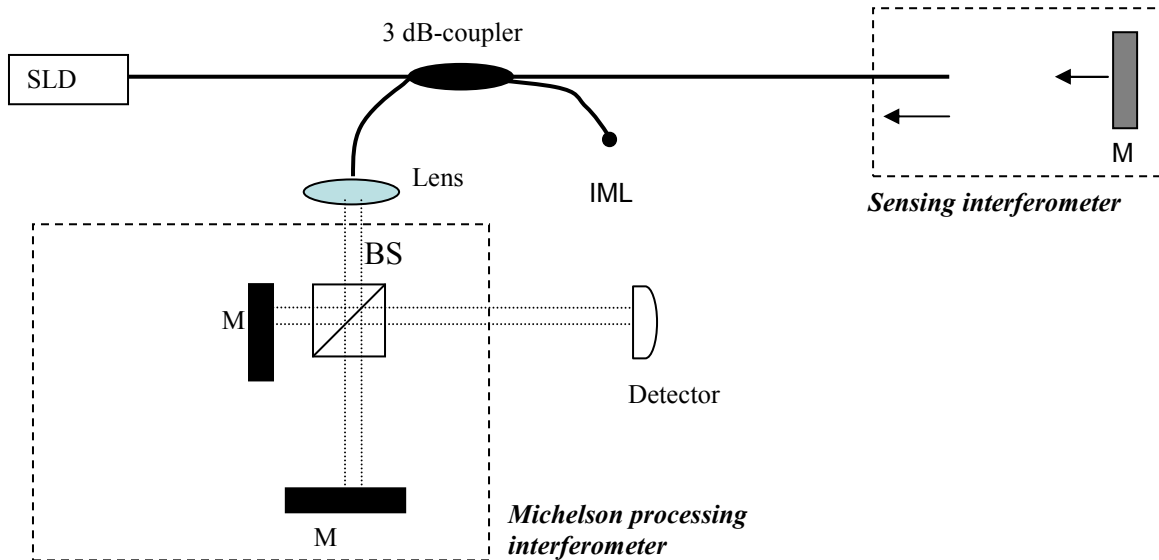 3 dB-coupler
SLD
M
Lens
IML
Sensing interferometer
BS
M
Detector
M
Michelson processing
interferometer